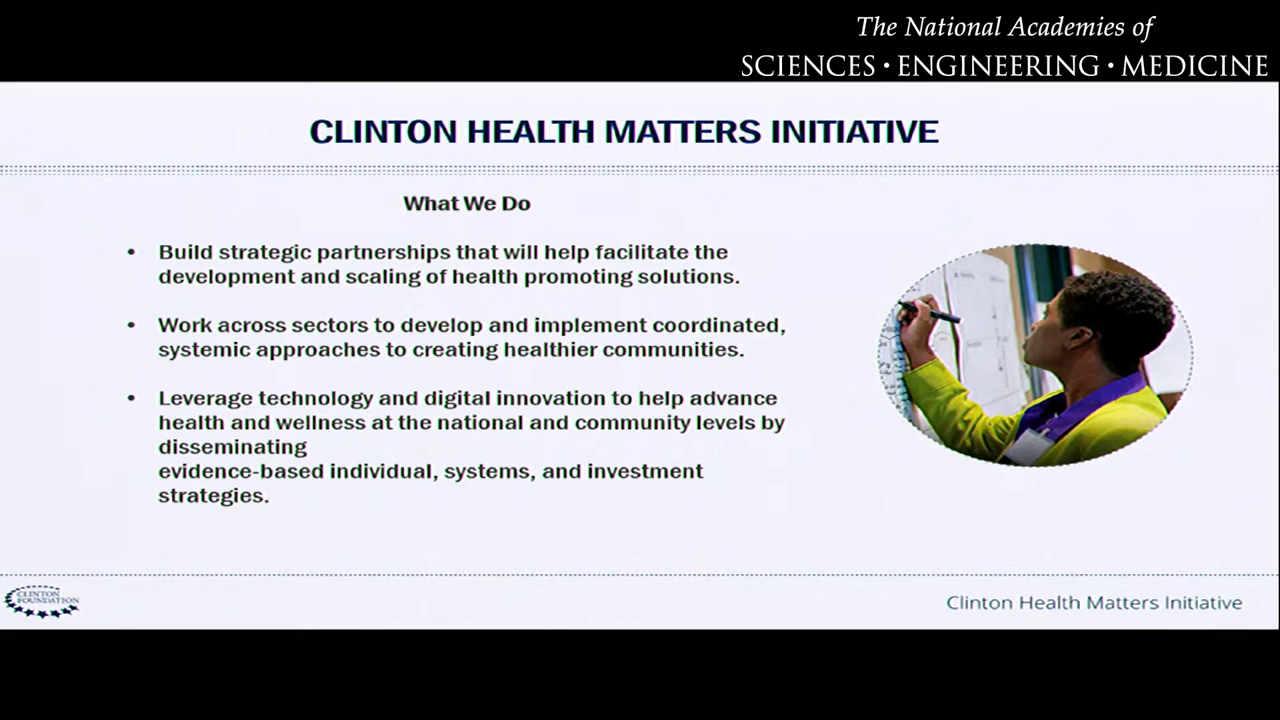 The National Academies of
SCIENCES • ENGINEERING • MEDICINE
CLINTON HEALTH MATTERS INITIATIVE
What We Do
• Build strategic partnerships that will help facilitate the
development and scaling of health promoting solutions.
• Work across sectors to develop and implement coordinated,
systemic approaches to creating healthier communities.
• Leverage technology and digital innovation to help advance
health and wellness at the national and community levels by
disseminating
evidence-based individual, systems, and investment
strategies.
CLINTON
FOUNDATION
Clinton Health Matters Initiative